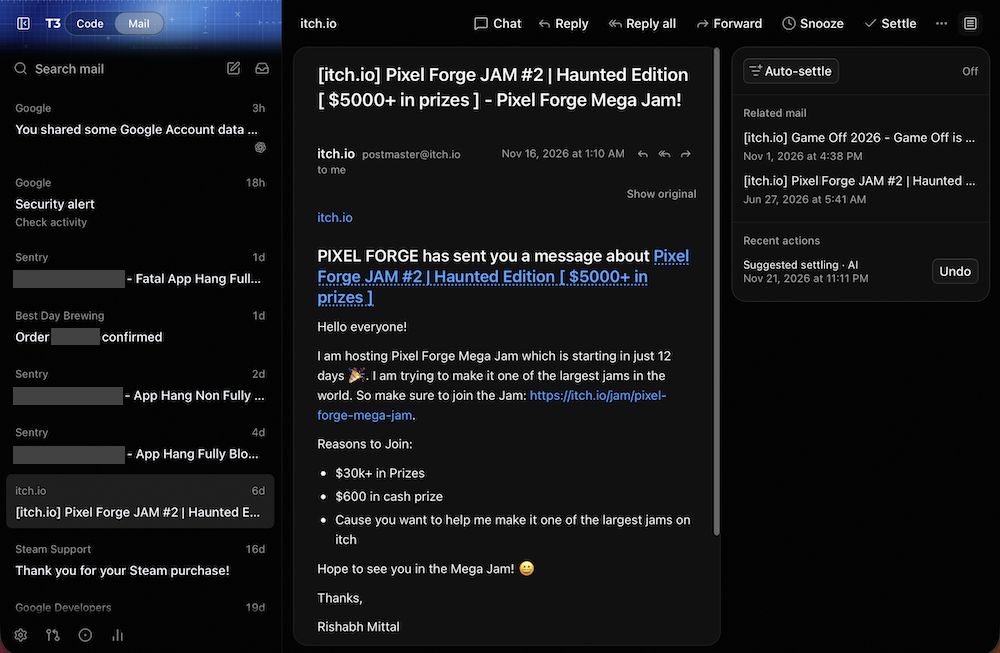 T3 Code Mail
Search mail
Google 3h
You shared some Google Account data ...
Google 18h
Security alert
Check activity
Sentry 1d
- Fatal App Hang Full...
Best Day Brewing 1d
Order confirmed
Sentry 2d
- App Hang Non Fully ...
Sentry 4d
- App Hang Fully Blo...
itch.io 6d
[itch.io] Pixel Forge JAM #2 | Haunted E...
Steam Support 16d
Thank you for your Steam purchase!
Google Developers 19d
itch.io Chat Reply Reply all Forward Snooze Settle
[itch.io] Pixel Forge JAM #2 | Haunted Edition
[ $5000+ in prizes ] - Pixel Forge Mega Jam!
itch.io postmaster@itch.io Nov 16, 2026 at 1:10 AM
to me
Show original
itch.io
PIXEL FORGE has sent you a message about Pixel
Forge JAM #2 | Haunted Edition [ $5000+ in
prizes ]
Hello everyone!
I am hosting Pixel Forge Mega Jam which is starting in just 12
days 🎉. I am trying to make it one of the largest jams in the
world. So make sure to join the Jam: https://itch.io/jam/pixel-
forge-mega-jam.
Reasons to Join:
• $30k+ in Prizes
• $600 in cash prize
• Cause you want to help me make it one of the largest jams on
itch
Hope to see you in the Mega Jam! 😀
Thanks,
Rishabh Mittal
Auto-settle Off
Related mail
[itch.io] Game Off 2026 - Game Off is ...
Nov 1, 2026 at 4:38 PM
[itch.io] Pixel Forge JAM #2 | Haunted ...
Jun 27, 2026 at 5:41 AM
Recent actions
Suggested settling · AI
Nov 21, 2026 at 11:11 PM
Undo